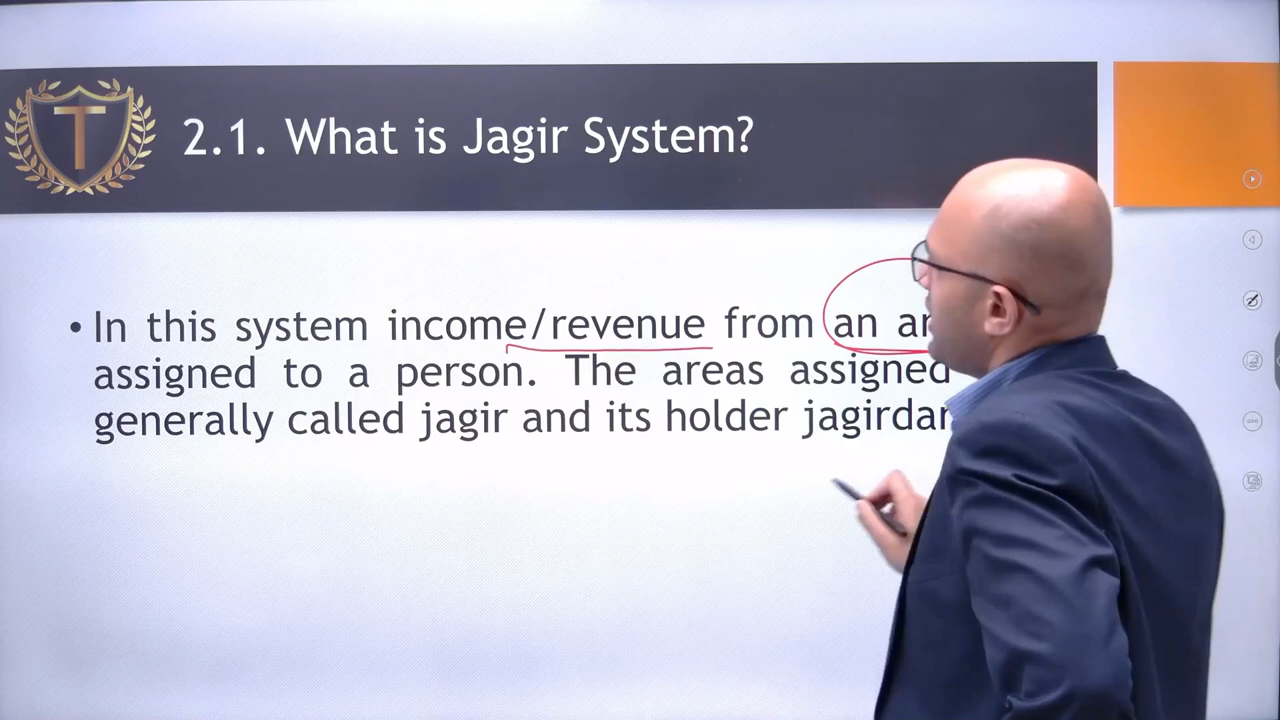 T
2.1. What is Jagir System?
• In this system income/revenue from an
assigned to a person. The areas assigned
generally called jagir and its holder jagirdar